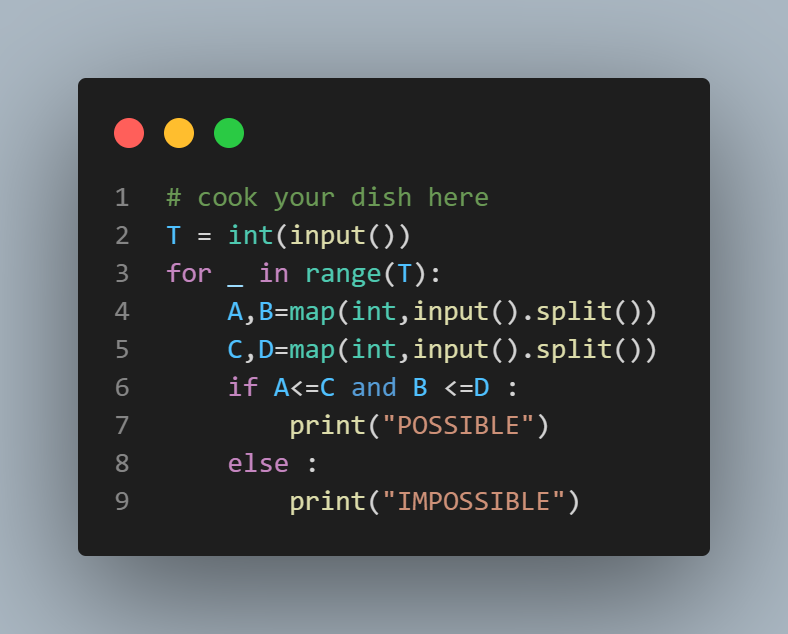 1 # cook your dish here
2 T = int(input())
3 for _ in range(T):
4     A,B=map(int,input().split())
5     C,D=map(int,input().split())
6     if A<=C and B <=D :
7         print("POSSIBLE")
8     else :
9         print("IMPOSSIBLE")